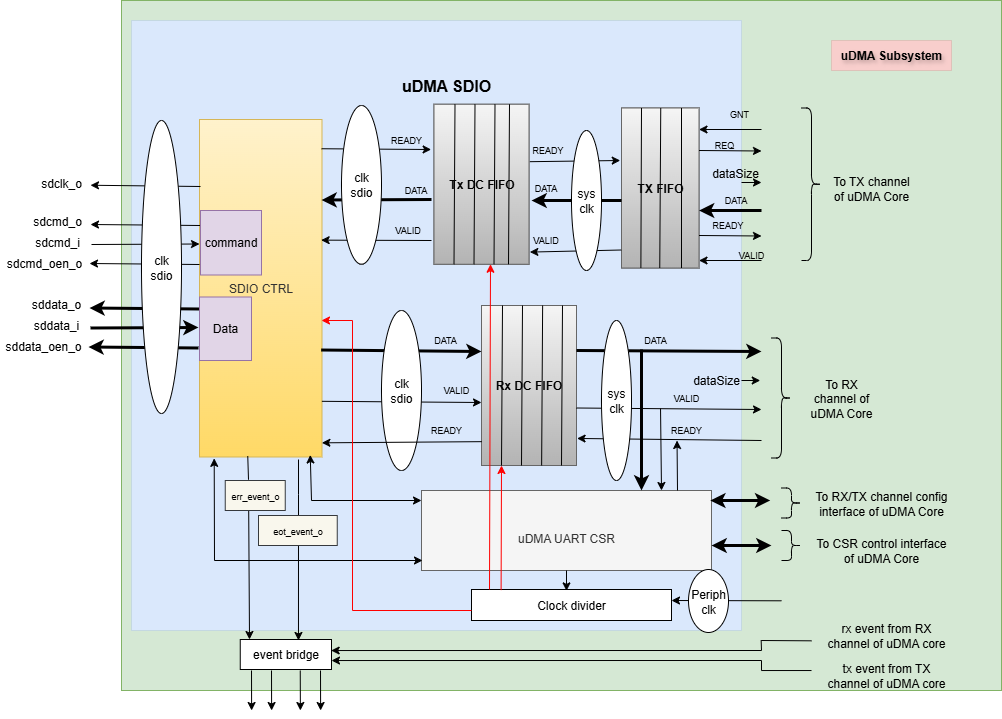 uDMA Subsystem
uDMA SDIO
GNT
READY
REQ
clk
sdio
Tx DC FIFO
READY
sys
clk
TX FIFO
dataSize
To TX channel
of uDMA Core
sdclk_o
DATA
DATA
DATA
sdcmd_o
READY
VALID
VALID
VALID
sdcmd_i
command
sdcmd_oen_o
clk
sdio
SDIO CTRL
sddata_o
sddata_i
Data
sddata_oen_o
DATA
DATA
clk
sdio
Rx DC FIFO
sys
clk
dataSize
To RX
channel of
uDMA Core
VALID
VALID
READY
READY
err_event_o
eot_event_o
uDMA UART CSR
To RX/TX channel config
interface of uDMA Core
To CSR control interface
of uDMA Core
Clock divider
Periph
clk
event bridge
rx event from RX
channel of uDMA core
tx event from TX
channel of uDMA core